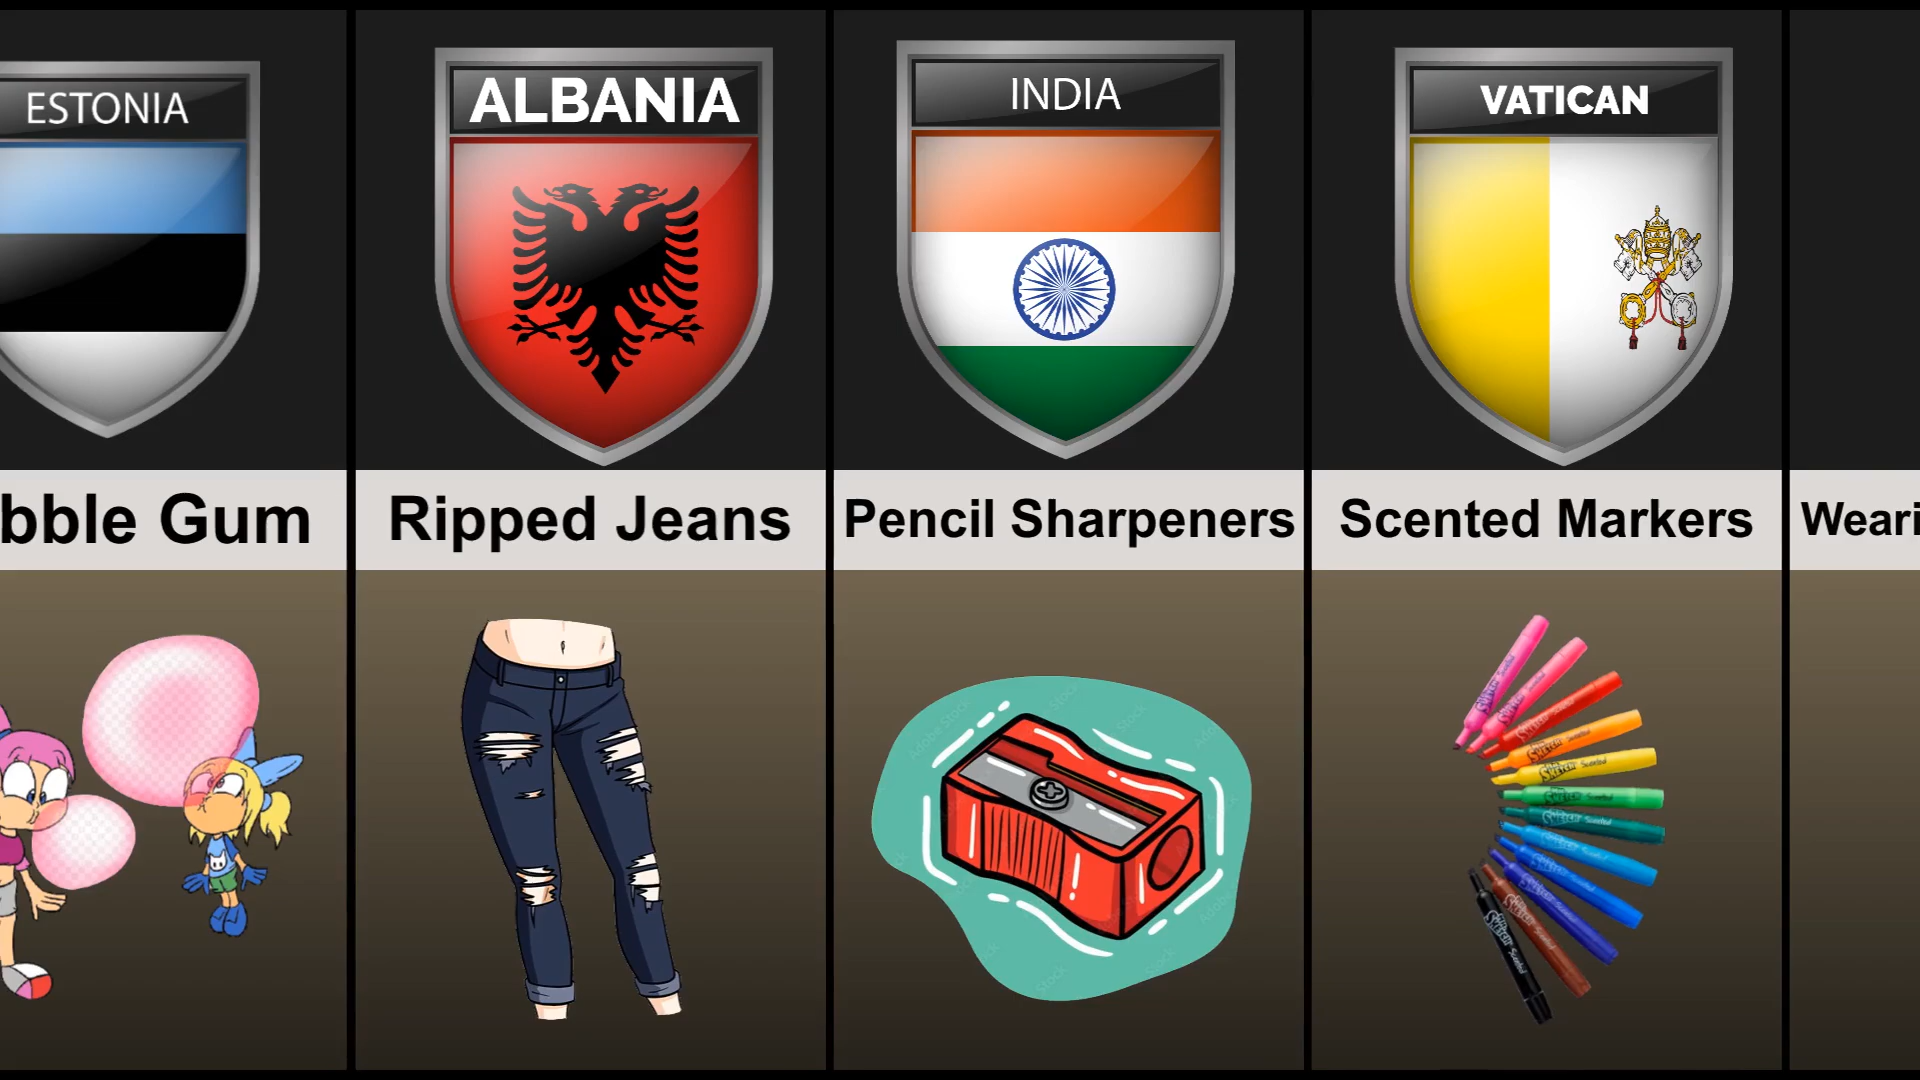 ESTONIA
ALBANIA
INDIA
VATICAN
bble Gum
Ripped Jeans
Pencil Sharpeners
Scented Markers
Weari